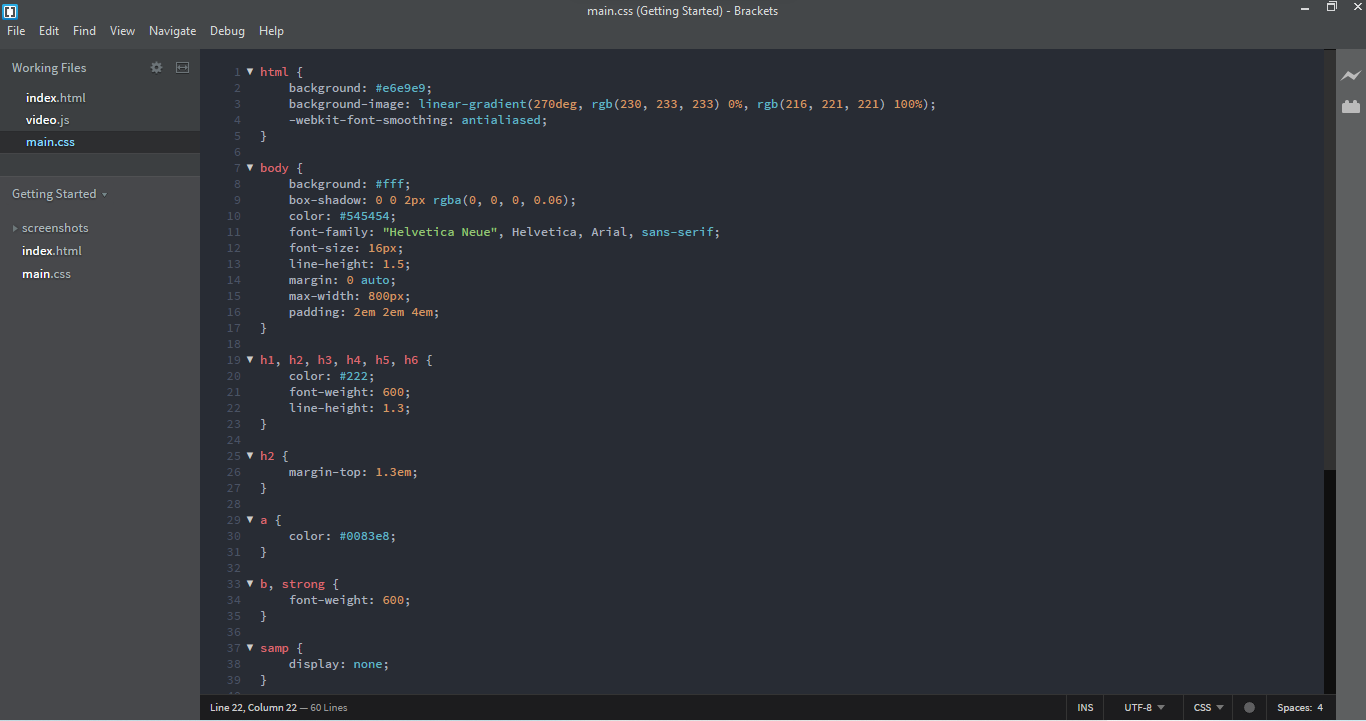 main.css (Getting Started) - Brackets
File Edit Find View Navigate Debug Help
Working Files
index.html
video.js
main.css
Getting Started
screenshots
index.html
main.css
1 html {
2 background: #e6e9e9;
3 background-image: linear-gradient(270deg, rgb(230, 233, 233) 0%, rgb(216, 221, 221) 100%);
4 -webkit-font-smoothing: antialiased;
5 }
6
7 body {
8 background: #fff;
9 box-shadow: 0 0 2px rgba(0, 0, 0, 0.06);
10 color: #545454;
11 font-family: "Helvetica Neue", Helvetica, Arial, sans-serif;
12 font-size: 16px;
13 line-height: 1.5;
14 margin: 0 auto;
15 max-width: 800px;
16 padding: 2em 2em 4em;
17 }
18
19 h1, h2, h3, h4, h5, h6 {
20 color: #222;
21 font-weight: 600;
22 line-height: 1.3;
23 }
24
25 h2 {
26 margin-top: 1.3em;
27 }
28
29 a {
30 color: #0083e8;
31 }
32
33 b, strong {
34 font-weight: 600;
35 }
36
37 samp {
38 display: none;
39 }
Line 22, Column 22 — 60 Lines INS UTF-8 CSS Spaces: 4